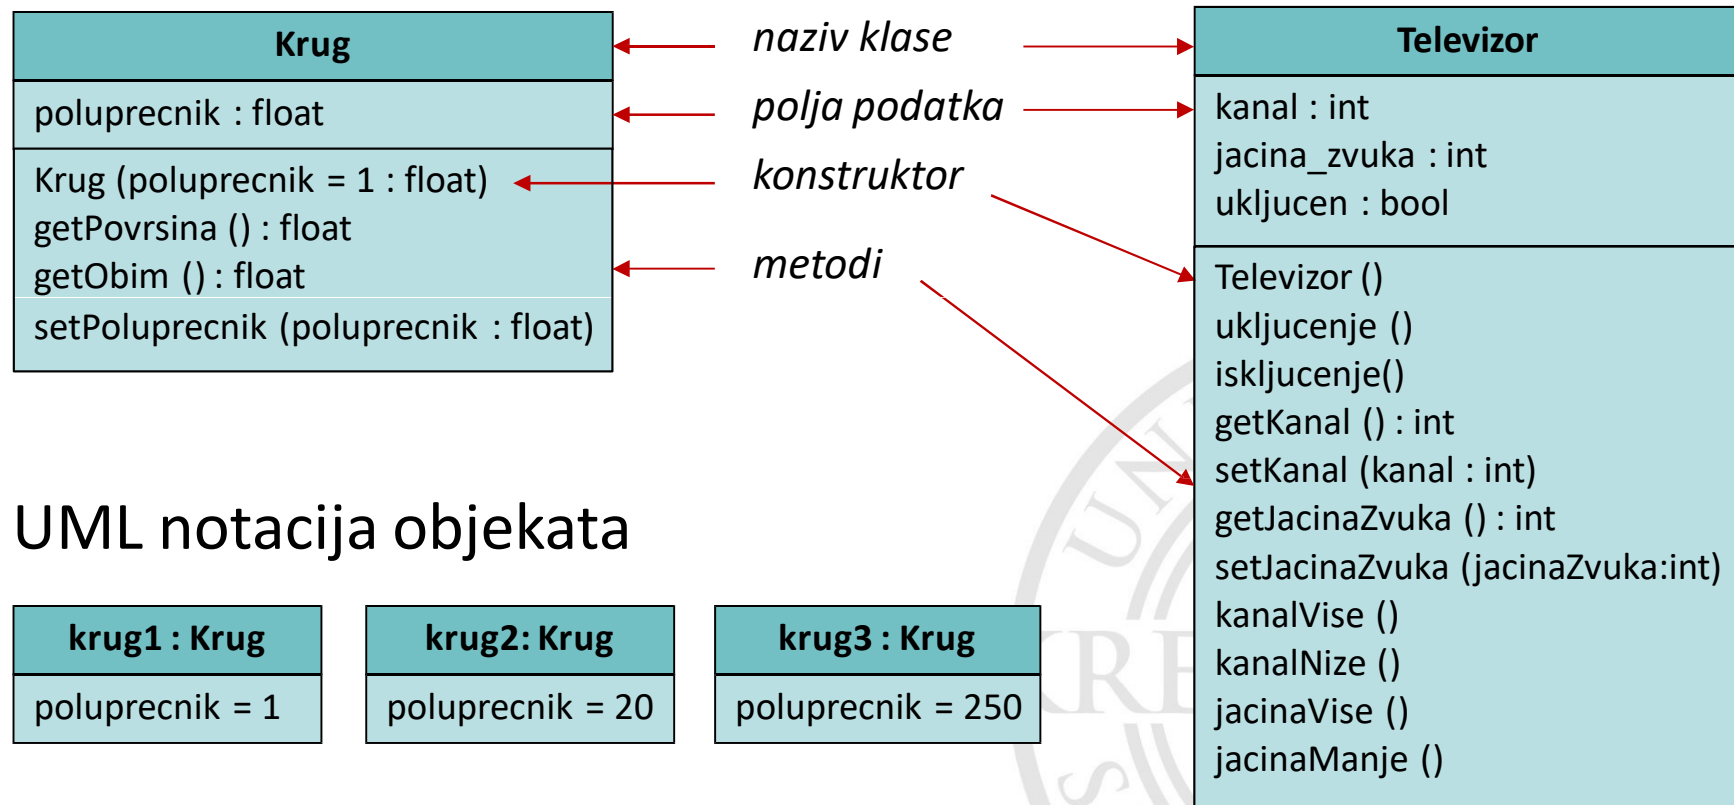 Krug
poluprecnik : float
Krug (poluprecnik = 1 : float)
getPovrsina () : float
getObim () : float
setPoluprecnik (poluprecnik : float)
naziv klase
polja podatka
konstruktor
metodi
Televizor
kanal : int
jacina_zvuka : int
ukljucen : bool
Televizor ()
ukljucenje ()
iskljucenje()
getKanal () : int
setKanal (kanal : int)
getJacinaZvuka () : int
setJacinaZvuka (jacinaZvuka:int)
kanalVise ()
kanalNize ()
jacinaVise ()
jacinaManje ()
UML notacija objekata
krug1 : Krug
poluprecnik = 1
krug2: Krug
poluprecnik = 20
krug3 : Krug
poluprecnik = 250